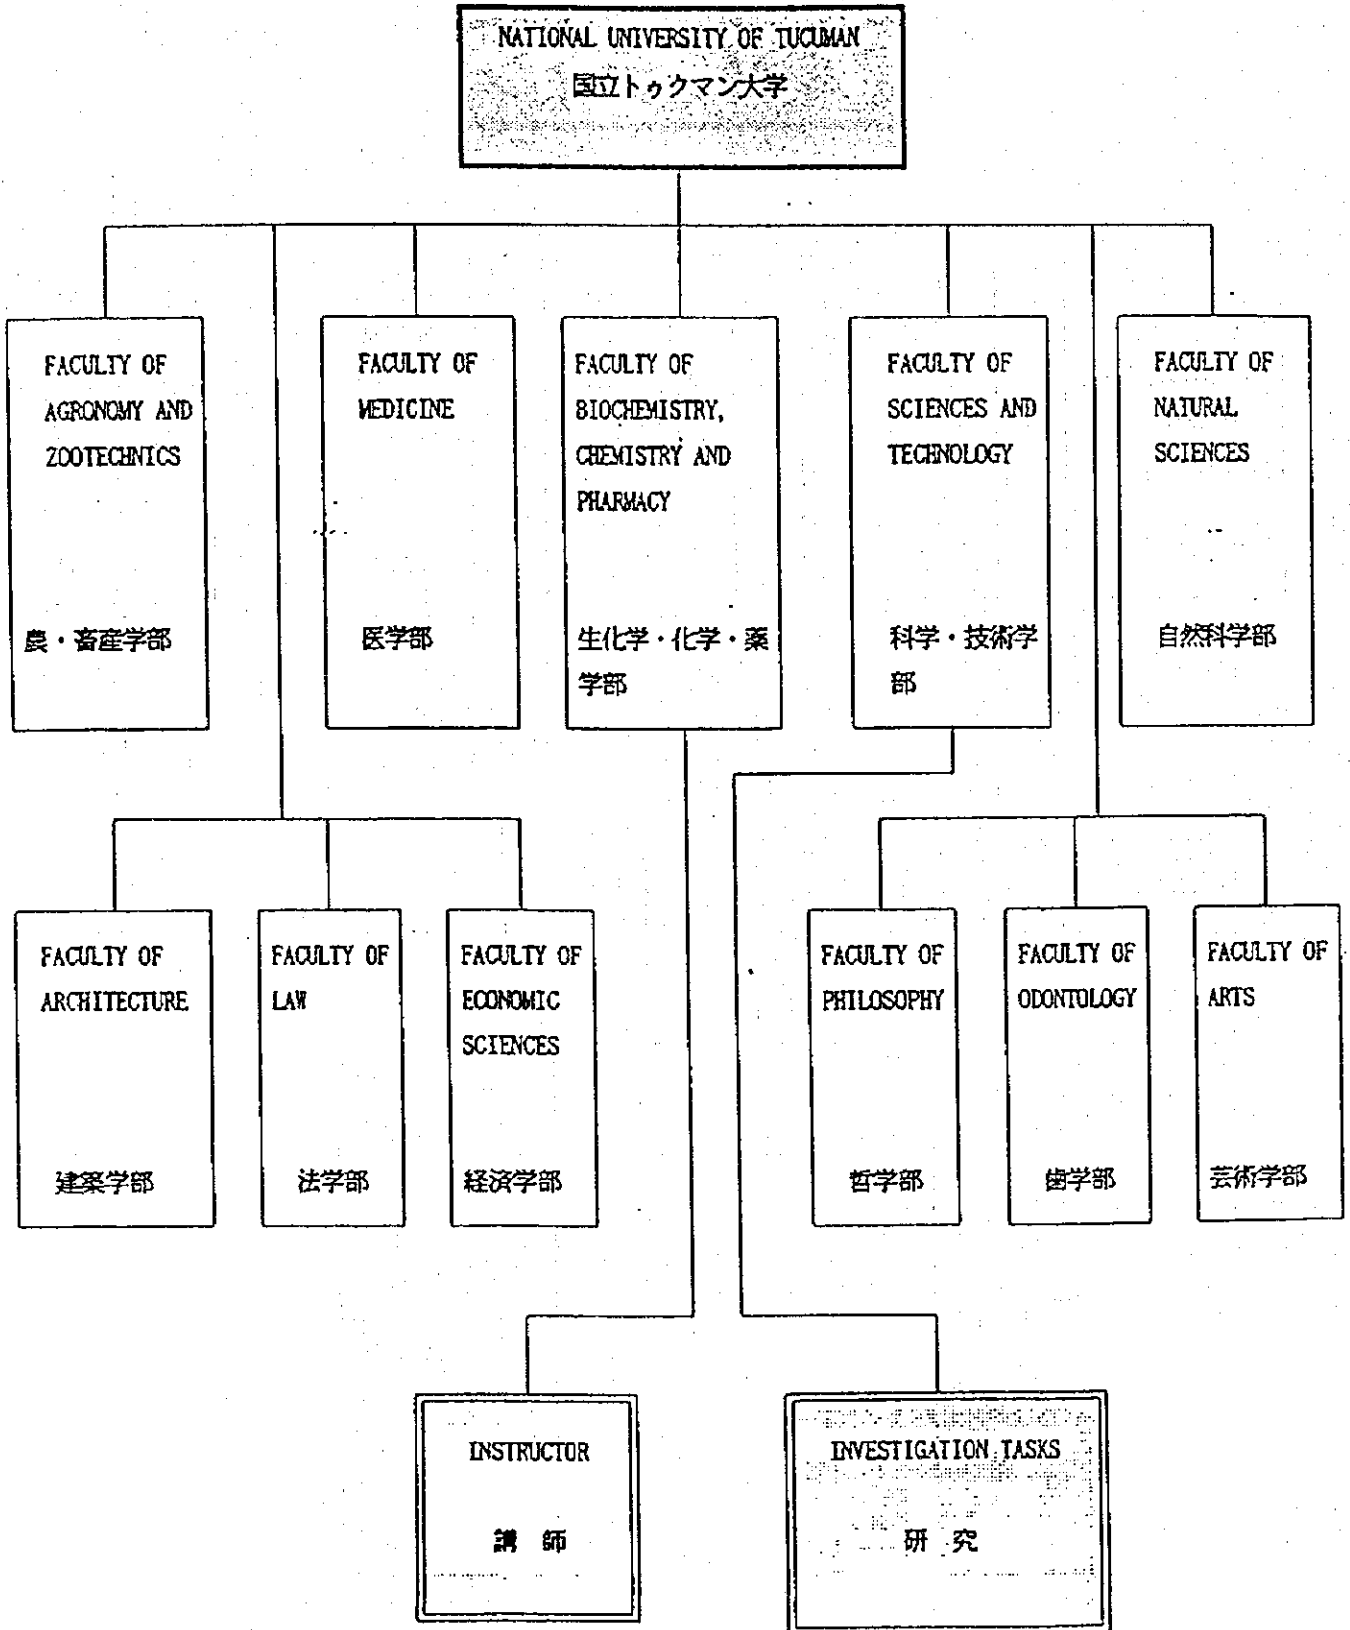 NATIONAL UNIVERSITY OF TUCUMAN
国立トゥクマン大学
FACULTY OF
AGRONOMY AND
ZOOTECHNICS
農・畜産学部
FACULTY OF
MEDICINE
医学部
FACULTY OF
BIOCHEMISTRY,
CHEMISTRY AND
PHARMACY
生化学・化学・薬
学部
FACULTY OF
SCIENCES AND
TECHNOLOGY
科学・技術学
部
FACULTY OF
NATURAL
SCIENCES
自然科学部
FACULTY OF
ARCHITECTURE
建築学部
FACULTY OF
LAW
法学部
FACULTY OF
ECONOMIC
SCIENCES
経済学部
FACULTY OF
PHILOSOPHY
哲学部
FACULTY OF
ODONTOLOGY
歯学部
FACULTY OF
ARTS
芸術学部
INSTRUCTOR
講 師
INVESTIGATION TASKS
研 究